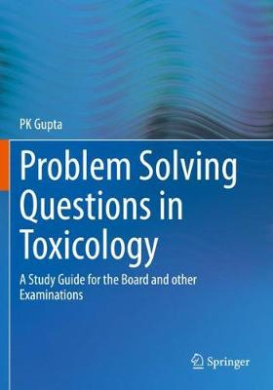 PK Gupta
Problem Solving
Questions in
Toxicology
A Study Guide for the Board and other
Examinations
Springer